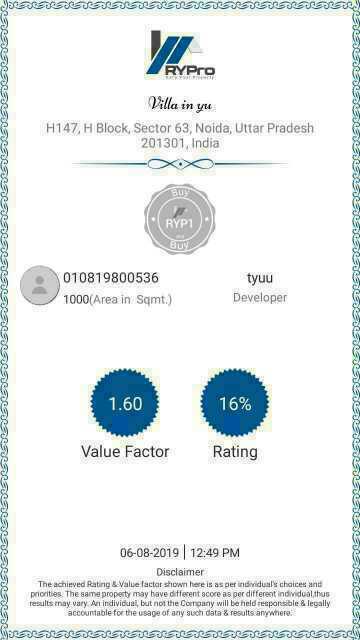 RYPro
Villa in yu
H147, H Block, Sector 63, Noida, Uttar Pradesh
201301, India
Buy
RYP1
Buy
010819800536
tyuu
1000(Area in Sqmt.)
Developer
1.60
16%
Value Factor
Rating
06-08-2019 | 12:49 PM
Disclaimer
The achieved Rating & Value factor shown here is as per individual's choices and
priorities. The same property may have different score as per different individual,thus
results may vary. An individual, but not the Company will be held responsible & legally
accountable for the usage of any such data & results anywhere.